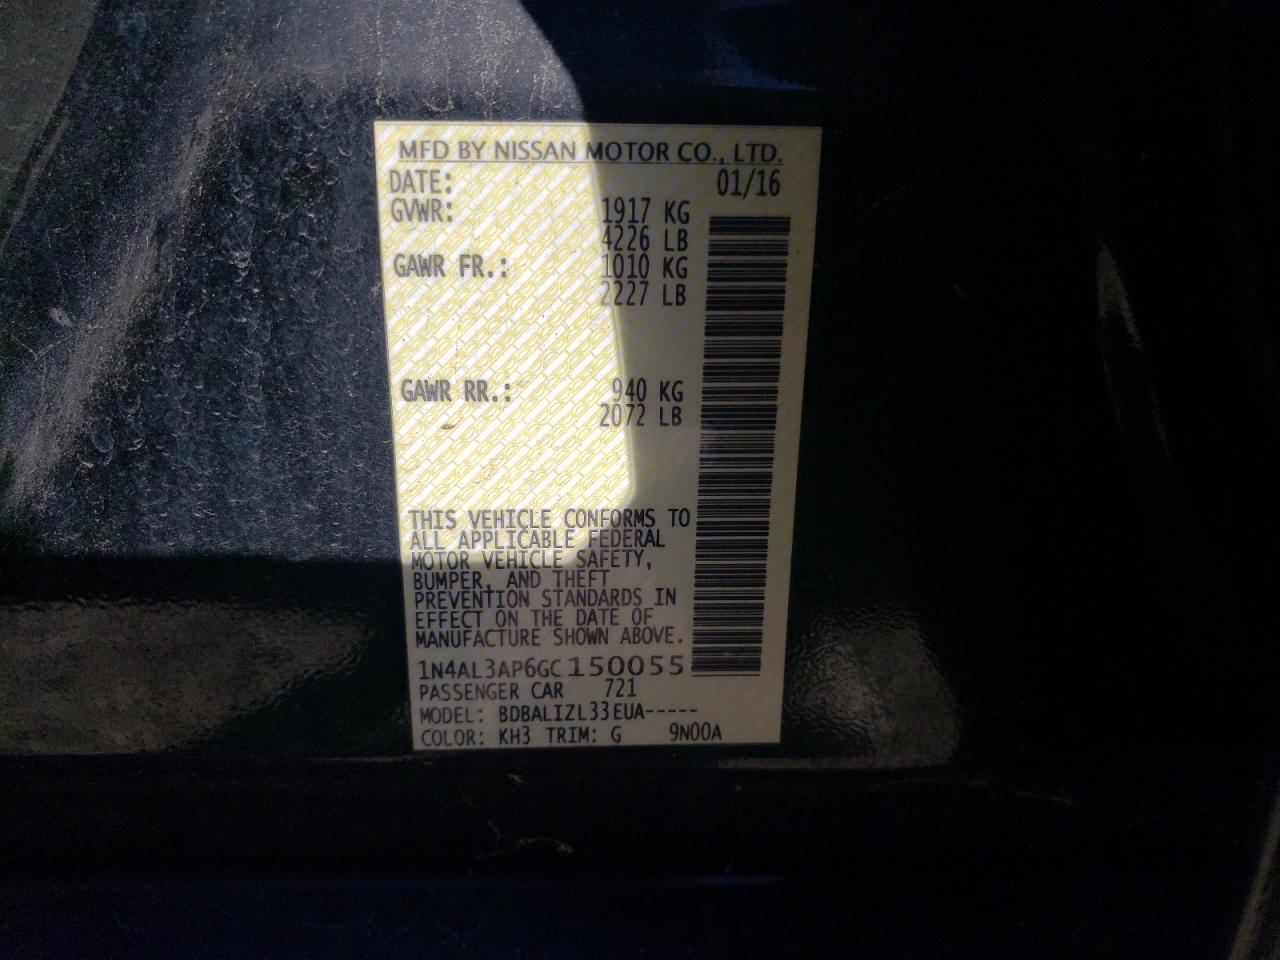 MFD BY NISSAN MOTOR CO., LTD.
DATE: 01/16
GVWR: 1917 KG
4226 LB
GAWR FR.: 1010 KG
2227 LB
GAWR RR.: 940 KG
2072 LB
THIS VEHICLE CONFORMS TO
ALL APPLICABLE FEDERAL
MOTOR VEHICLE SAFETY,
BUMPER, AND THEFT
PREVENTION STANDARDS IN
EFFECT ON THE DATE OF
MANUFACTURE SHOWN ABOVE.
1N4AL3AP6GC150055
PASSENGER CAR 721
MODEL: BDBALIZL33EUA-----
COLOR: KH3 TRIM: G 9N00A